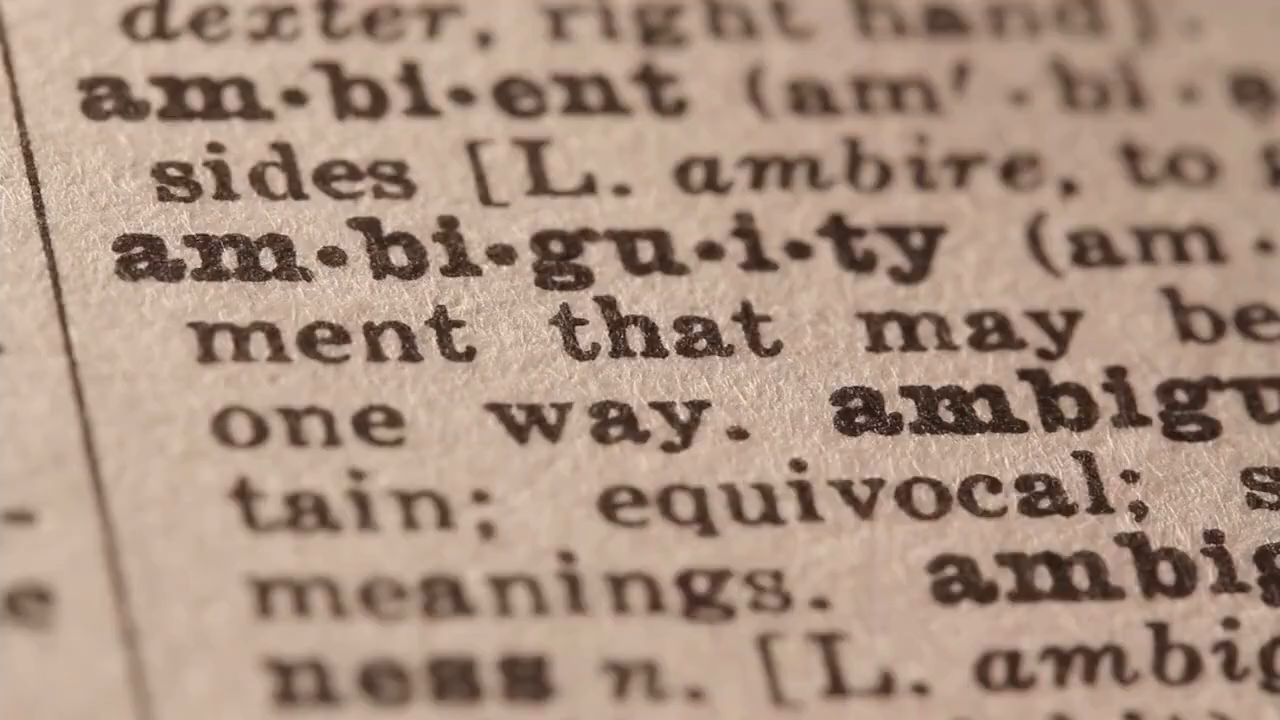 dexter, right hand].
am·bi·ent (am′·bi·e
sides [L. ambire, to
am·bi·gu·i·ty (am·
ment that may be
one way. ambigu
tain; equivocal; s
meanings. ambig
ness n. [L. ambig